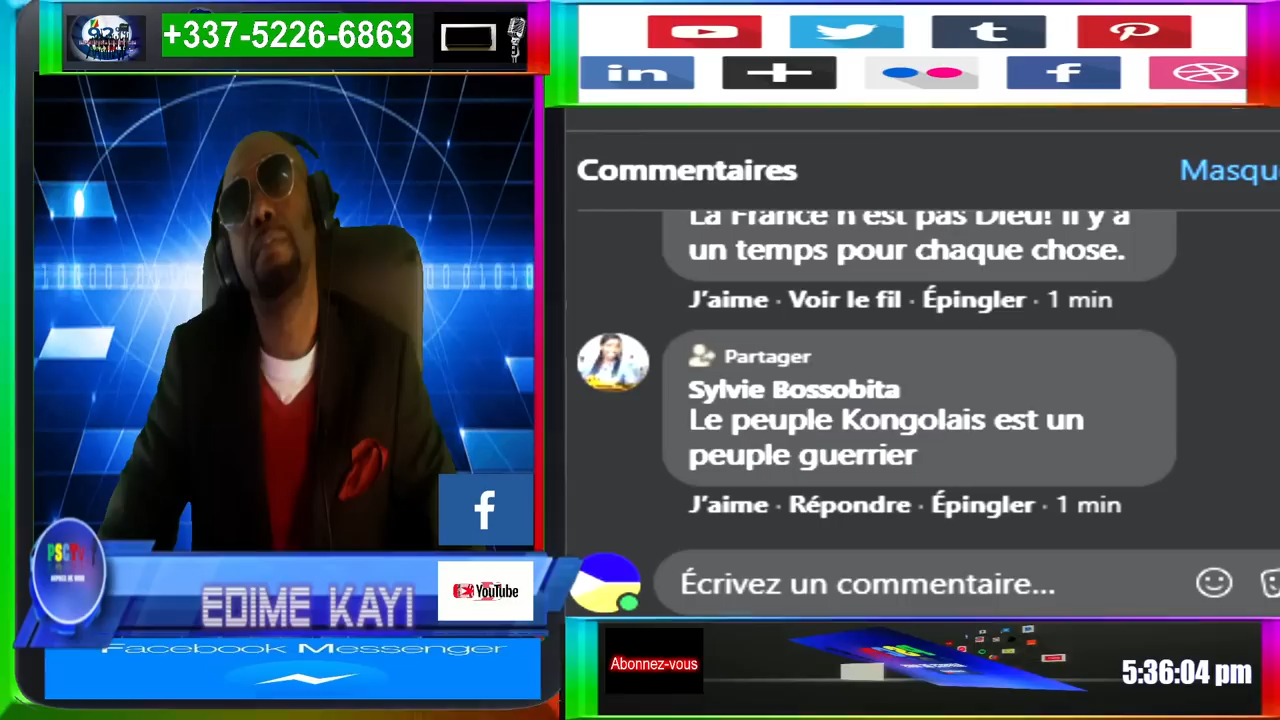 +337-5226-6863
Commentaires
Masqu
La France n'est pas Dieu! Il y a
un temps pour chaque chose.
J'aime · Voir le fil · Épingler · 1 min
Partager
Sylvie Bossobita
Le peuple Kongolais est un
peuple guerrier
J'aime · Répondre · Épingler · 1 min
Écrivez un commentaire...
EDIME KAYI
YouTube
Facebook Messenger
Abonnez-vous
5:36:04 pm